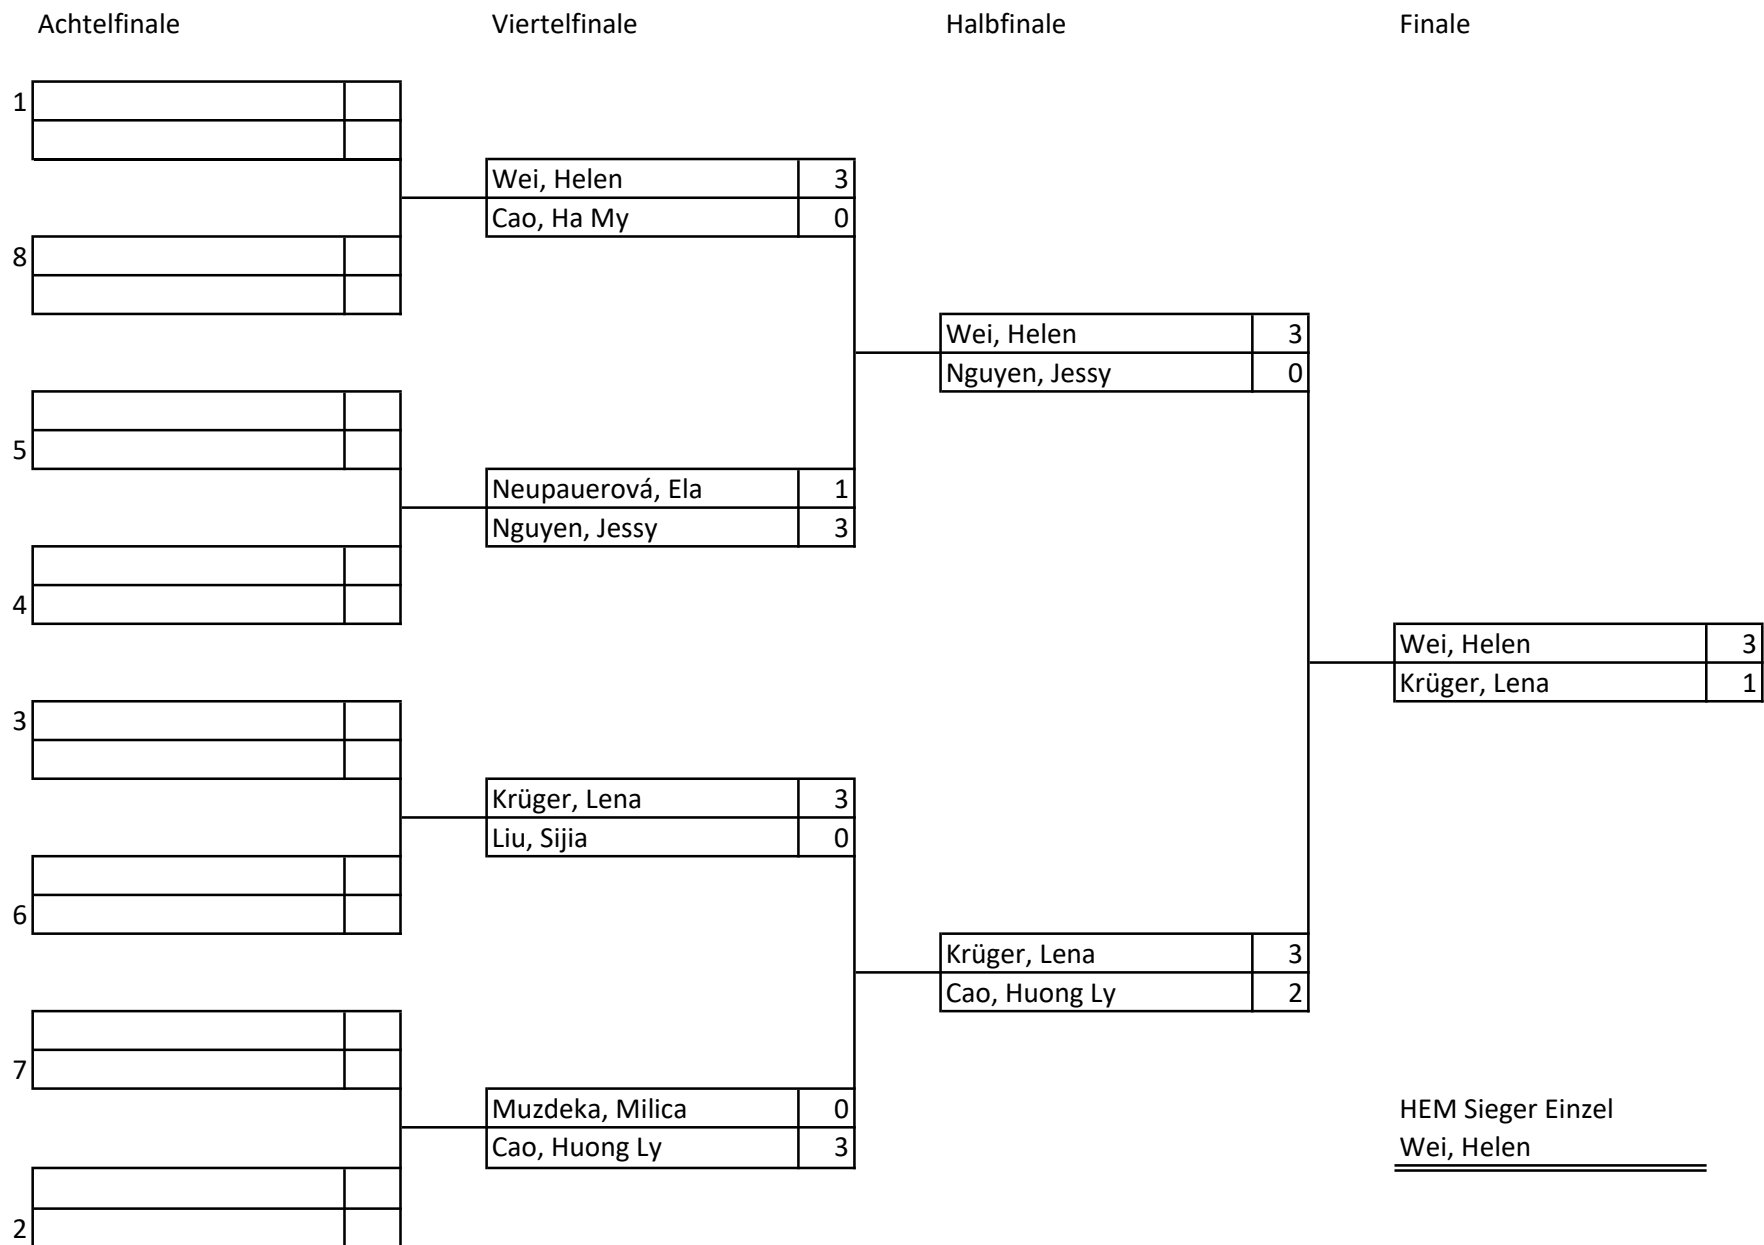 Achtelfinale Viertelfinale Halbfinale Finale
1
Wei, Helen 3
Cao, Ha My 0
8
Wei, Helen 3
Nguyen, Jessy 0
5
Neupauerová, Ela 1
Nguyen, Jessy 3
4
Wei, Helen 3
Krüger, Lena 1
3
Krüger, Lena 3
Liu, Sijia 0
6
Krüger, Lena 3
Cao, Huong Ly 2
7
Muzdeka, Milica 0
Cao, Huong Ly 3
HEM Sieger Einzel
Wei, Helen
2